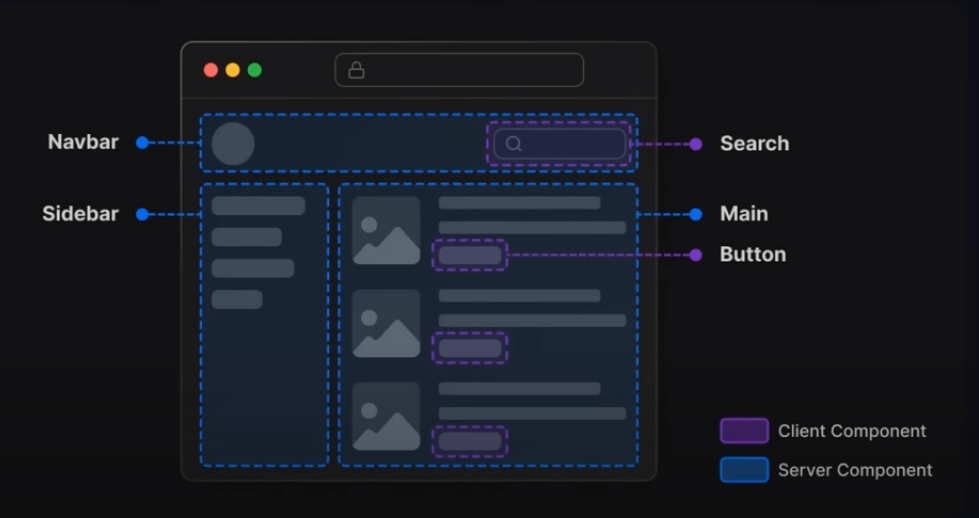 Navbar
Search
Sidebar
Main
Button
Client Component
Server Component